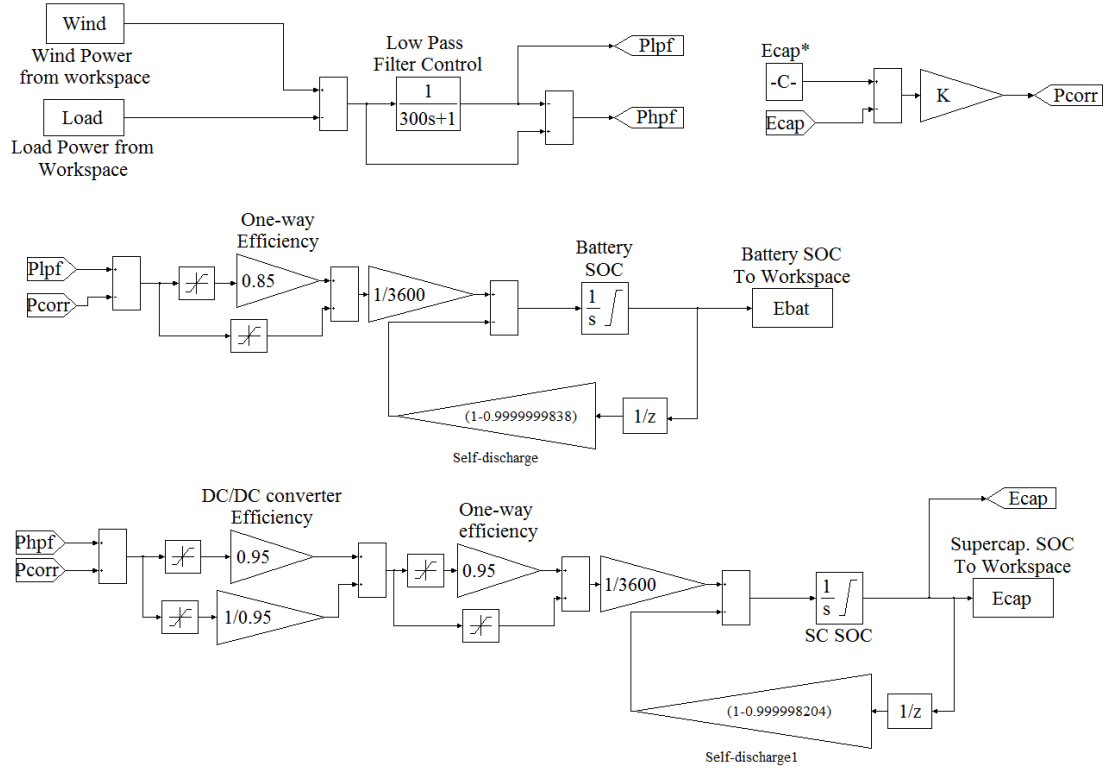 Wind
Wind Power
from workspace
Load
Load Power from
Workspace
Low Pass
Filter Control
1
300s+1
Plpf
Phpf
Ecap*
-C-
Ecap
K
Pcorr
Plpf
Pcorr
One-way
Efficiency
0.85
1/3600
Battery
SOC
1
s
Battery SOC
To Workspace
Ebat
(1-0.9999999838)
1/z
Self-discharge
Phpf
Pcorr
DC/DC converter
Efficiency
0.95
1/0.95
One-way
efficiency
0.95
1/3600
1
s
SC SOC
Ecap
Supercap. SOC
To Workspace
Ecap
(1-0.999998204)
1/z
Self-discharge1